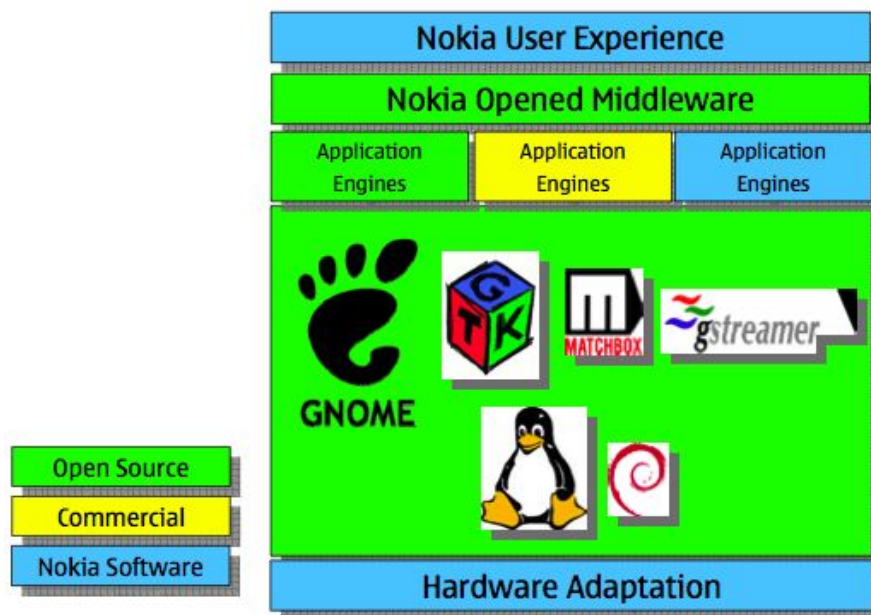 Nokia User Experience
Nokia Opened Middleware
Application
Engines
Application
Engines
Application
Engines
GNOME
G
T K
MATCHBOX
gstreamer
Open Source
Commercial
Nokia Software
Hardware Adaptation